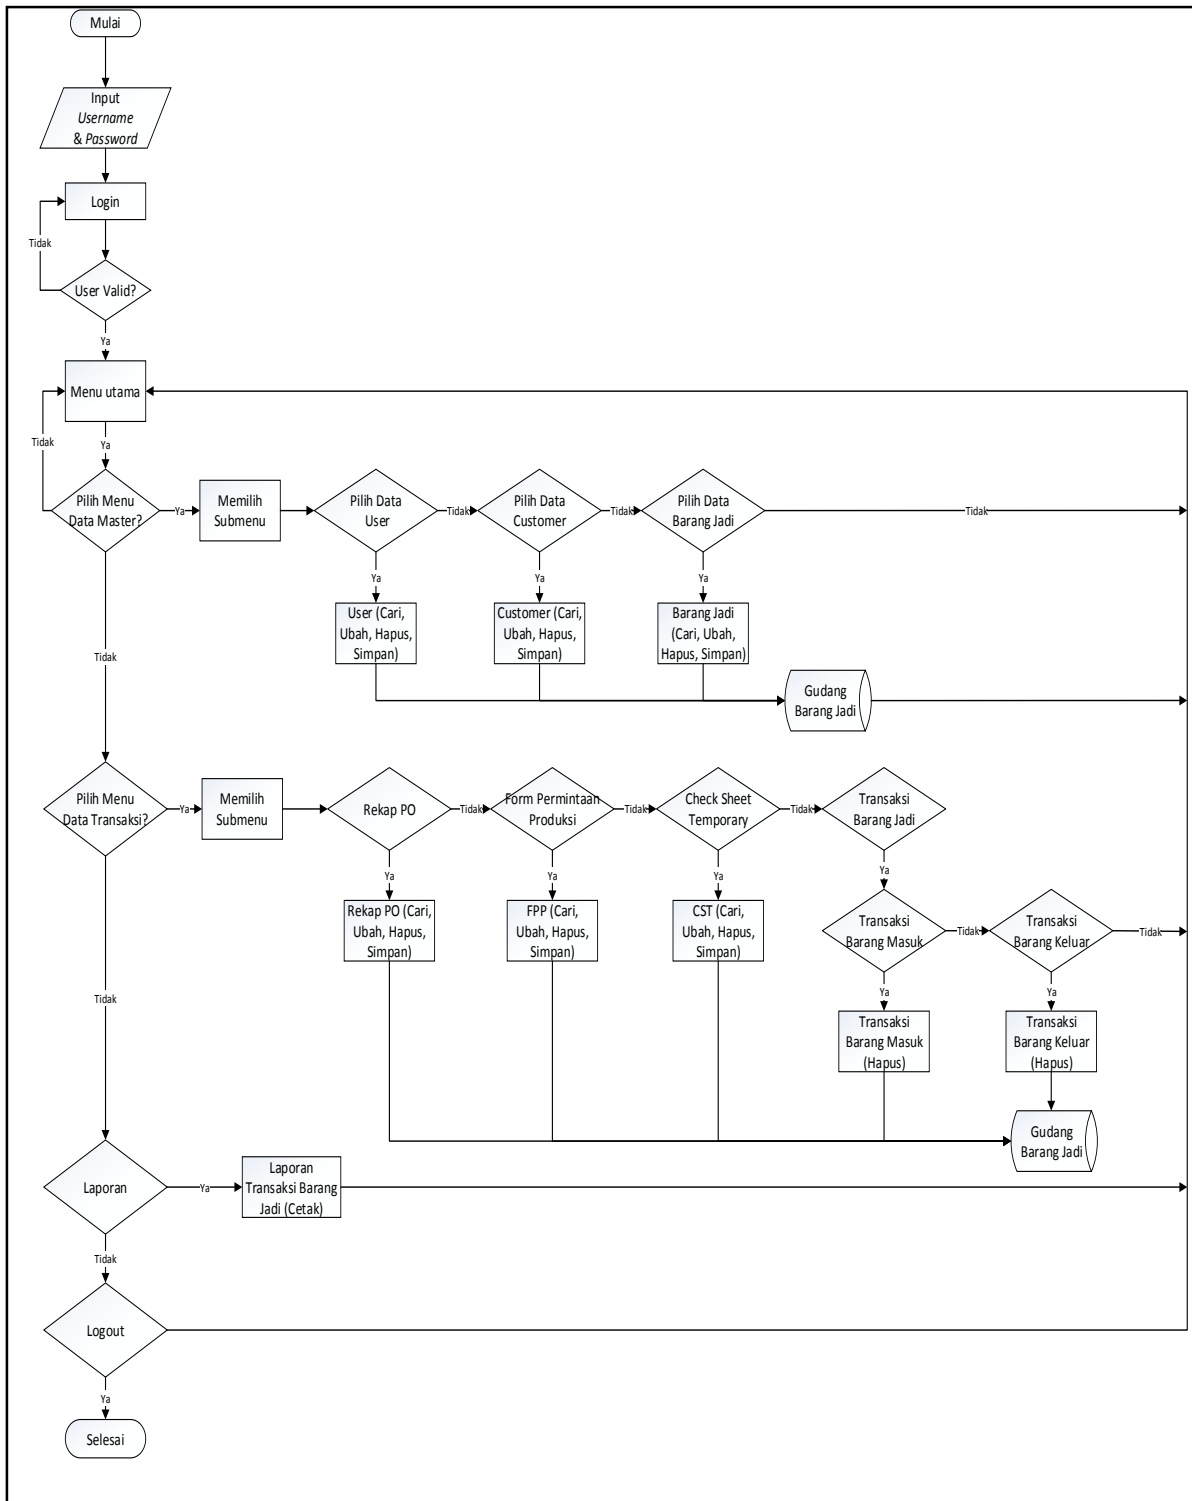 Mulai
Input
Username
& Password
Login
Tidak
User Valid?
Ya
Menu utama
Tidak
Ya
Pilih Menu
Data Master?
Ya
Memilih
Submenu
Pilih Data
User
Tidak
Pilih Data
Customer
Tidak
Pilih Data
Barang Jadi
Tidak
Ya
Ya
Ya
User (Cari,
Ubah, Hapus,
Simpan)
Customer (Cari,
Ubah, Hapus,
Simpan)
Barang Jadi
(Cari, Ubah,
Hapus, Simpan)
Tidak
Gudang
Barang Jadi
Pilih Menu
Data Transaksi?
Ya
Memilih
Submenu
Rekap PO
Tidak
Form Permintaan
Produksi
Tidak
Check Sheet
Temporary
Tidak
Transaksi
Barang Jadi
Ya
Ya
Ya
Ya
Rekap PO (Cari,
Ubah, Hapus,
Simpan)
FPP (Cari,
Ubah, Hapus,
Simpan)
CST (Cari,
Ubah, Hapus,
Simpan)
Transaksi
Barang Masuk
Tidak
Transaksi
Barang Keluar
Tidak
Tidak
Ya
Ya
Transaksi
Barang Masuk
(Hapus)
Transaksi
Barang Keluar
(Hapus)
Gudang
Barang Jadi
Laporan
Ya
Laporan
Transaksi Barang
Jadi (Cetak)
Tidak
Logout
Ya
Selesai